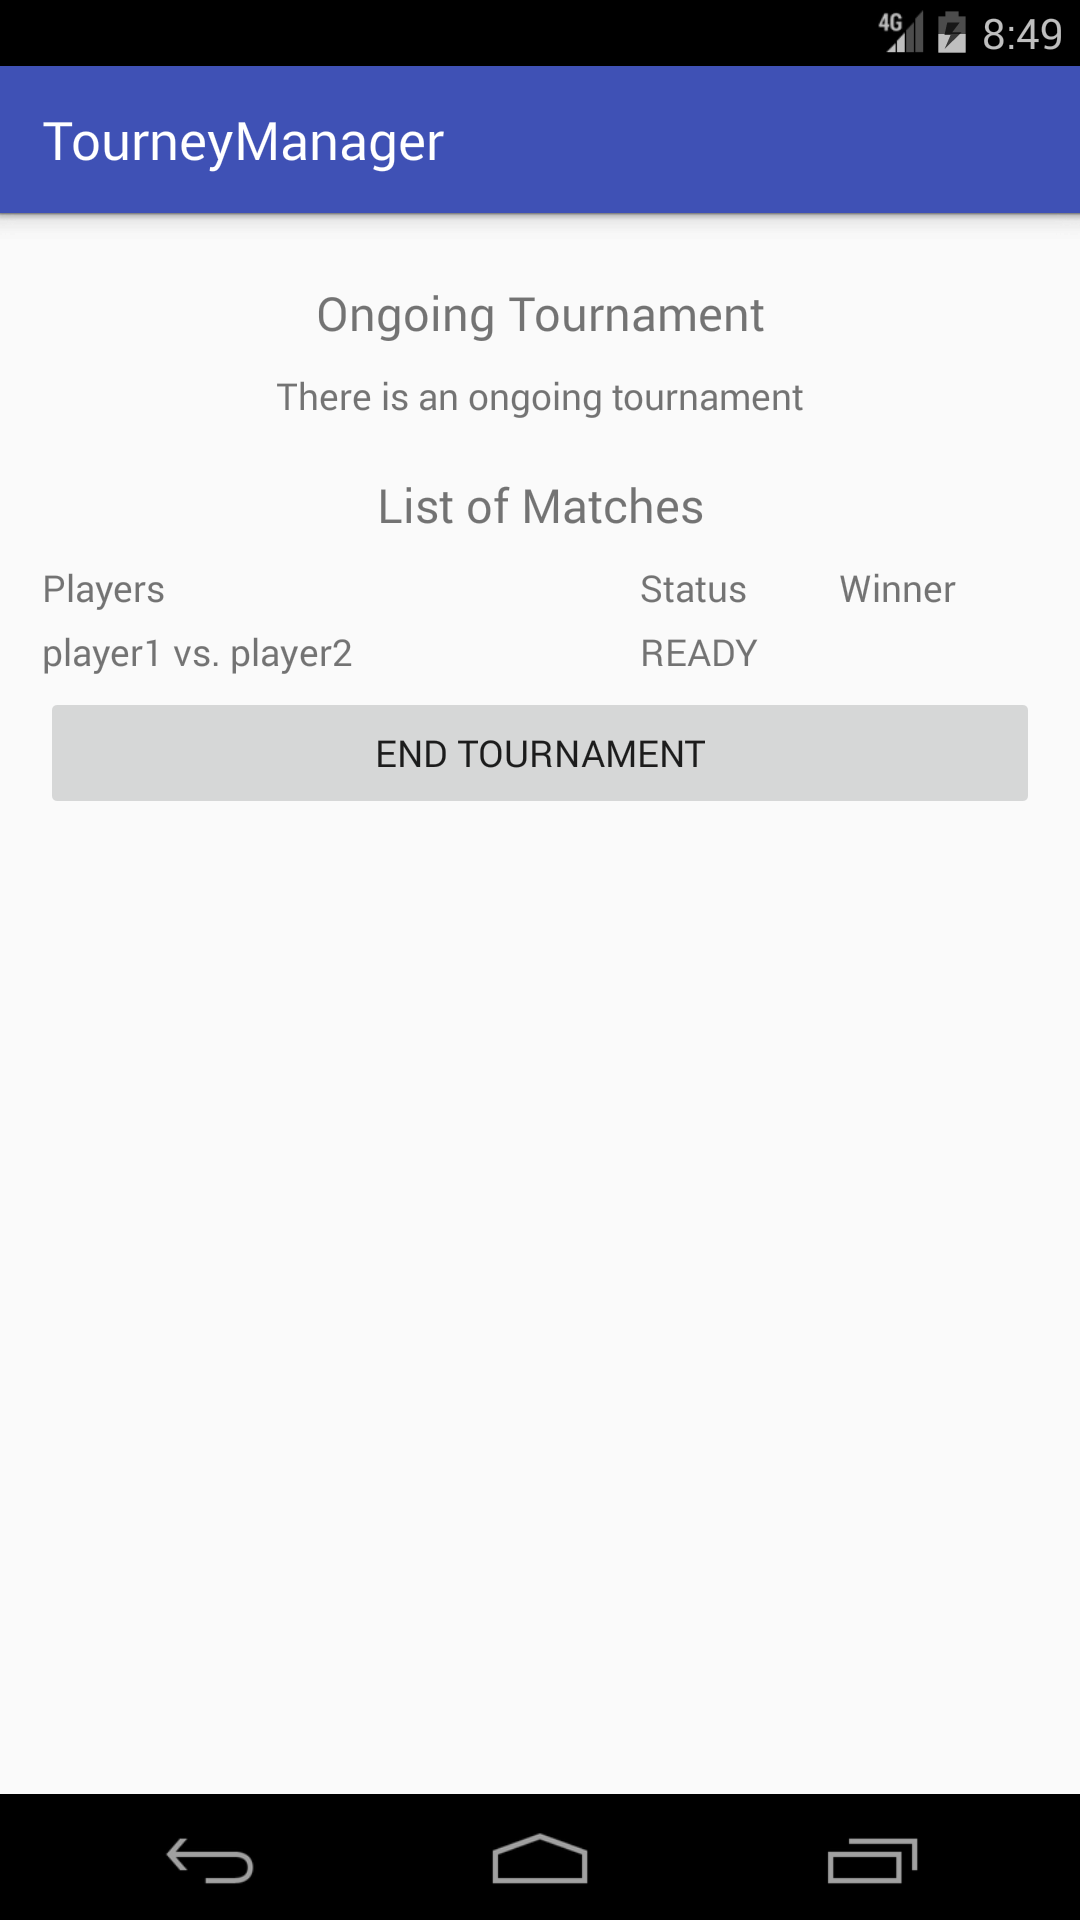 4G 8:49
TourneyManager
Ongoing Tournament
There is an ongoing tournament
List of Matches
Players Status Winner
player1 vs. player2 READY
END TOURNAMENT